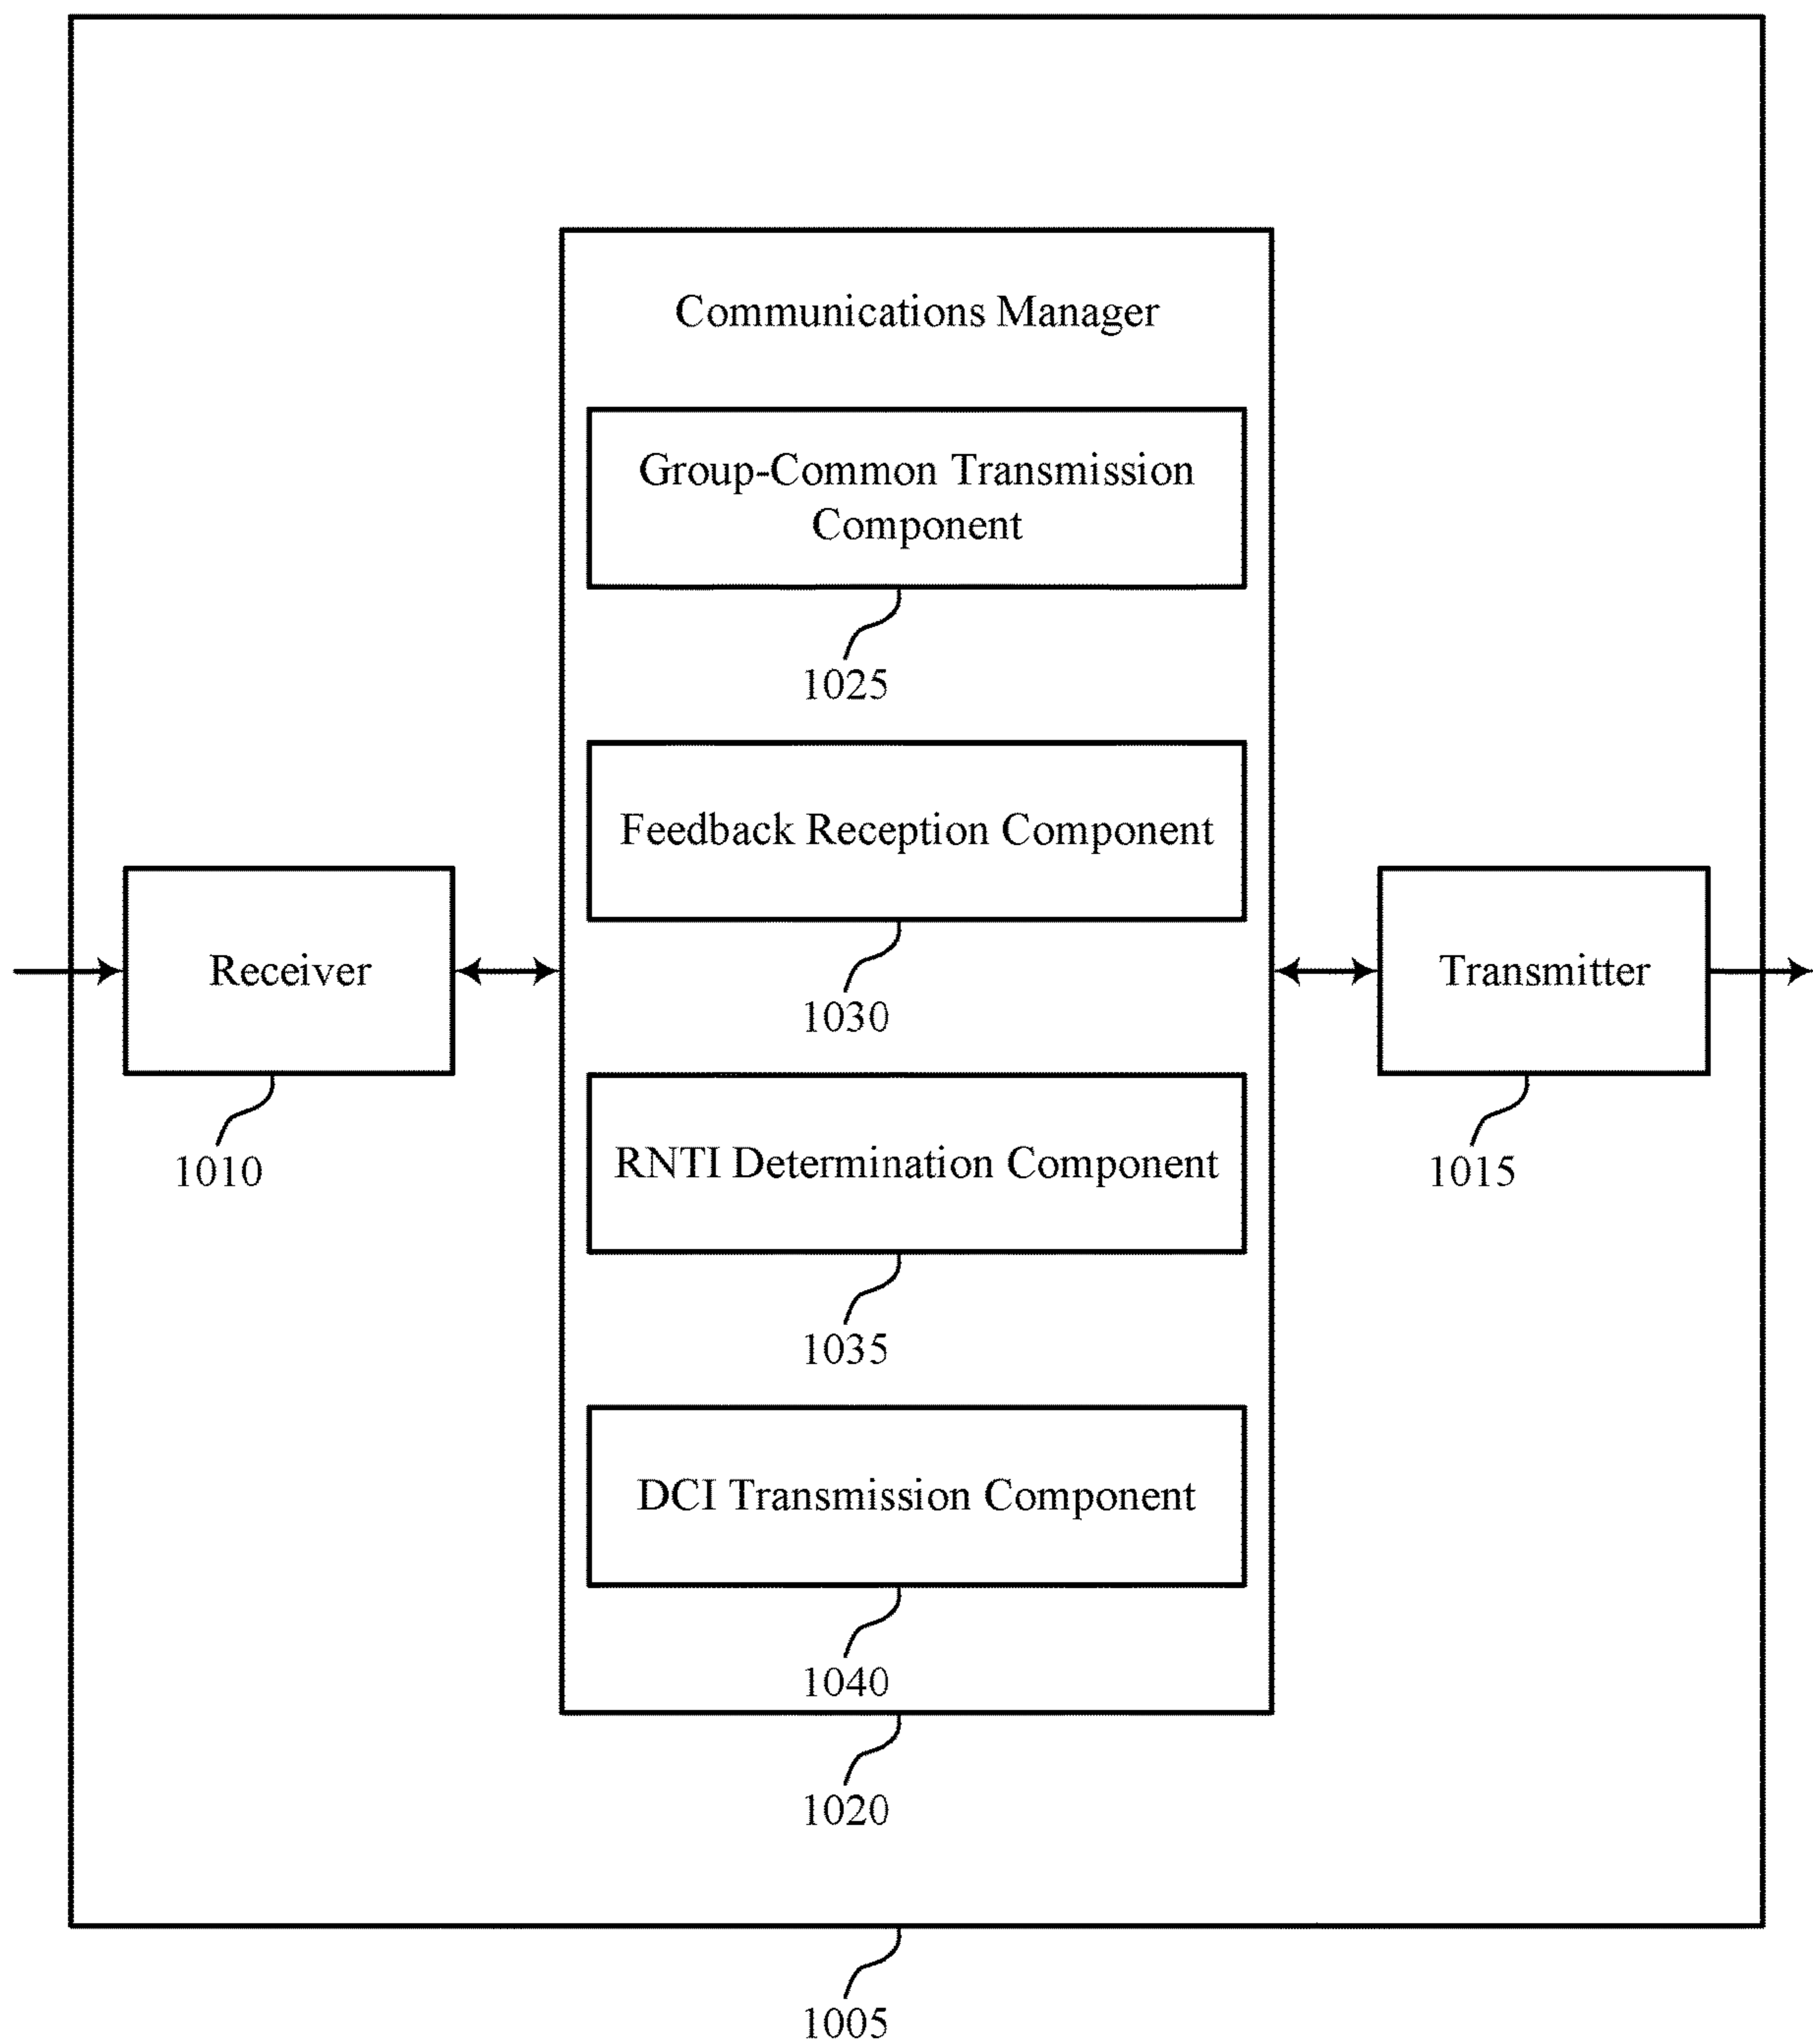 Communications Manager
Group-Common Transmission
Component
1025
Feedback Reception Component
1030
Receiver
1010
Transmitter
1015
RNTI Determination Component
1035
DCI Transmission Component
1040
1020
1005